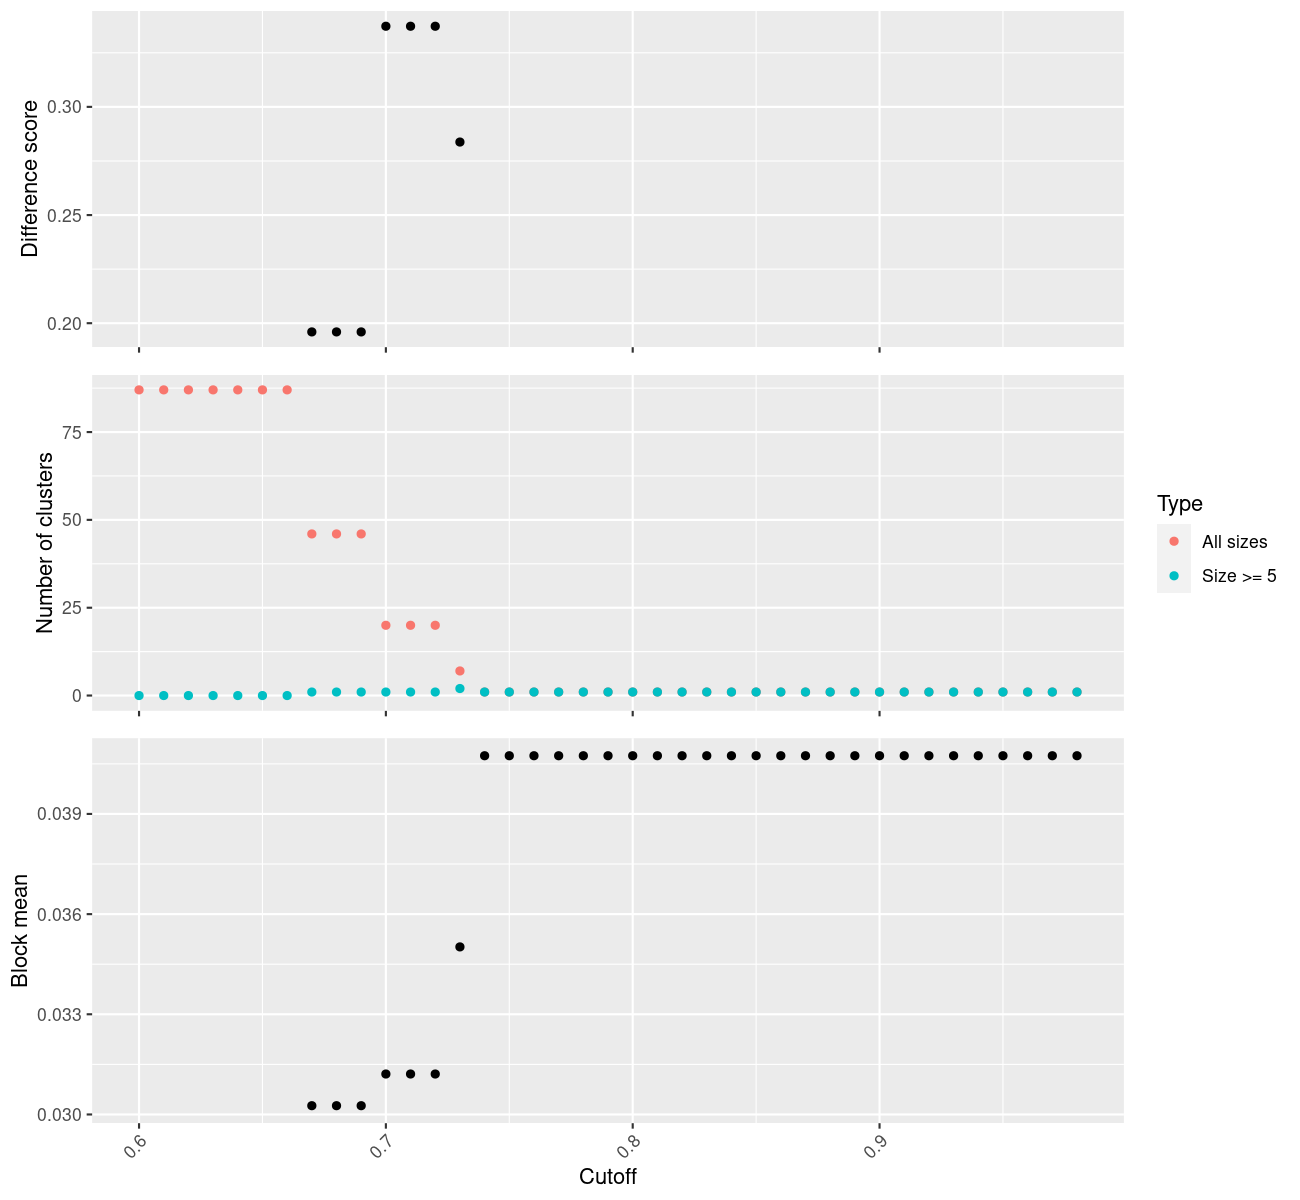 Difference score
0.30
0.25
0.20
Number of clusters
75
50
25
0
Type
All sizes
Size >= 5
Block mean
0.039
0.036
0.033
0.030
0.6
0.7
0.8
0.9
Cutoff